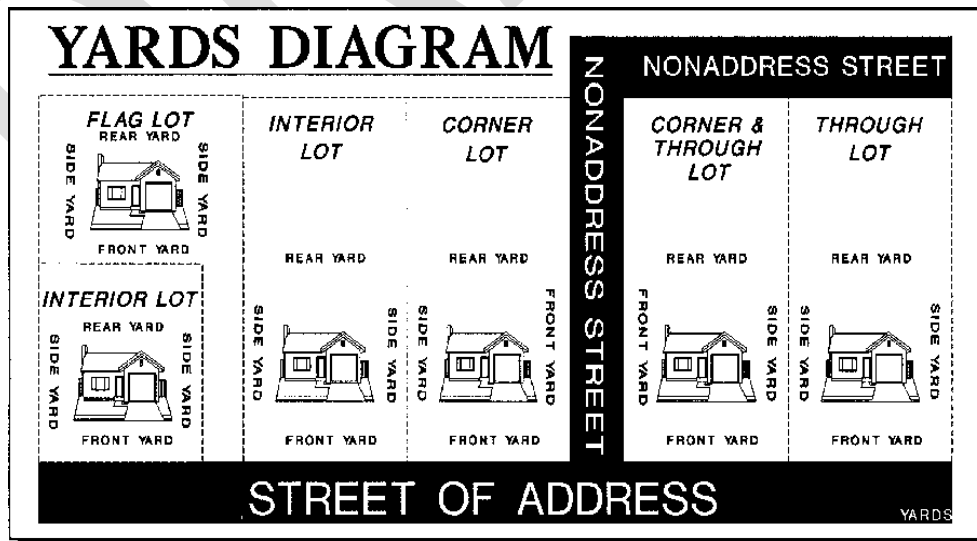 YARDS DIAGRAM
NONADDRESS STREET
NONADDRESS STREET
FLAG LOT
REAR YARD
SIDE YARD
SIDE YARD
FRONT YARD
INTERIOR LOT
REAR YARD
SIDE YARD
SIDE YARD
FRONT YARD
INTERIOR
LOT
REAR YARD
SIDE YARD
SIDE YARD
FRONT YARD
CORNER
LOT
REAR YARD
SIDE YARD
FRONT YARD
FRONT YARD
CORNER &
THROUGH
LOT
REAR YARD
FRONT YARD
SIDE YARD
FRONT YARD
THROUGH
LOT
REAR YARD
SIDE YARD
SIDE YARD
FRONT YARD
STREET OF ADDRESS
YARDS